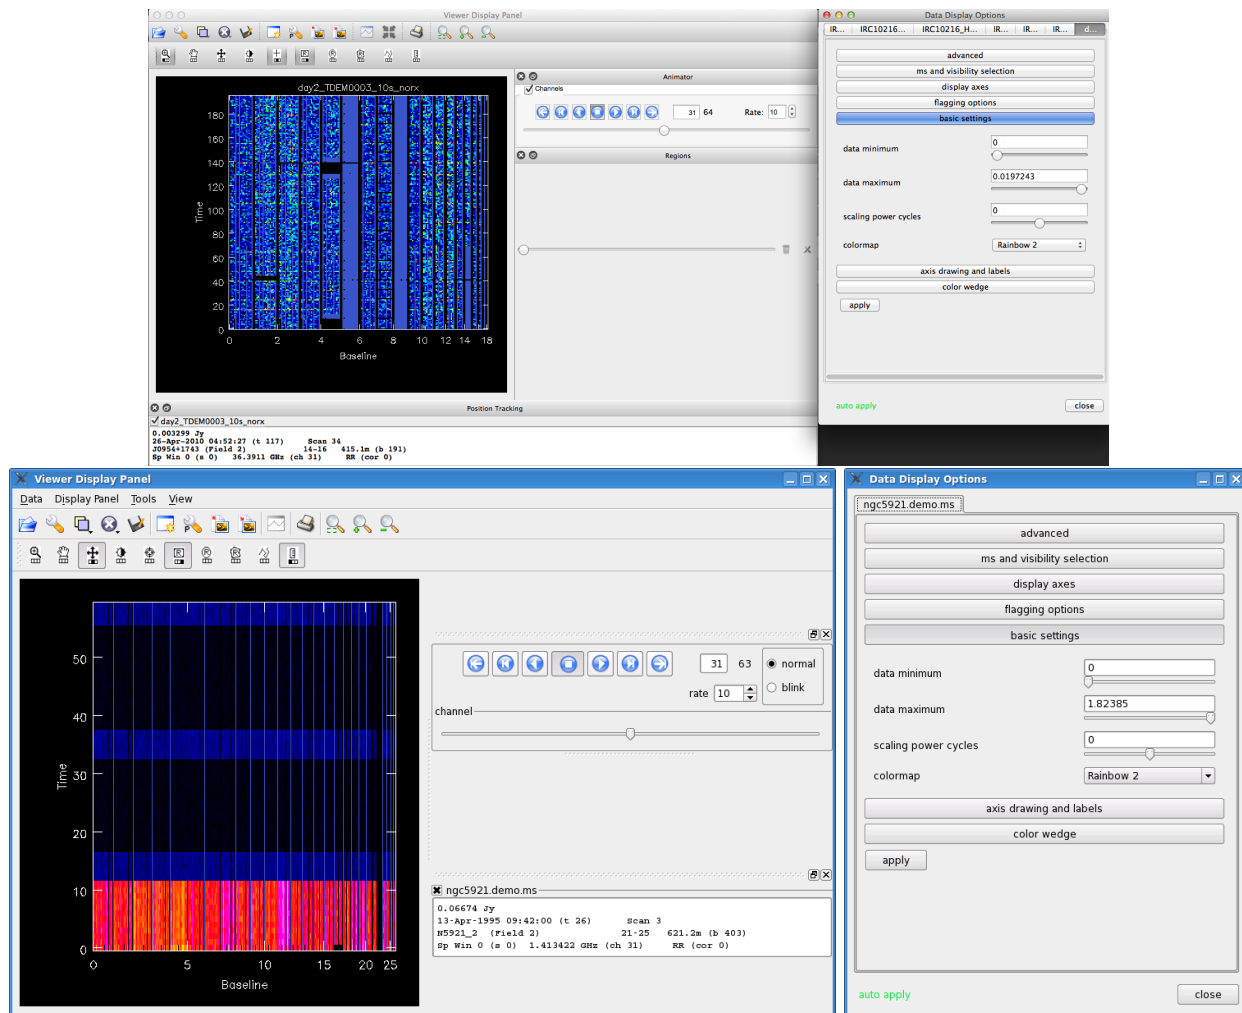 Viewer Display Panel
Data Display Options
IR... IRC10216... IRC10216_H... IR... IR... IR... d...
day2_TDEM0003_10s_norx
180
160
140
120
100
80
60
40
20
0
Time
0 2 4 6 8 10 12 14 18
Baseline
Animator
Channels
31 64 Rate: 10
Regions
advanced
ms and visibility selection
display axes
flagging options
basic settings
data minimum 0
data maximum 0.0197243
scaling power cycles 0
colormap Rainbow 2
axis drawing and labels
color wedge
apply
auto apply close
Position Tracking
day2_TDEM0003_10s_norx
0.003299 Jy
26-Apr-2010 04:52:27 (t 117) Scan 34
J0954+1743 (Field 2) 14-16 415.1m (b 191)
Sp Win 0 (s 0) 36.3911 GHz (ch 31) RR (cor 0)
Viewer Display Panel
Data Display Panel Tools View
50
40
30
20
10
0
Time
0 5 10 15 20 25
Baseline
31 63 normal
rate 10 blink
channel
ngc5921.demo.ms
0.06674 Jy
13-Apr-1995 09:42:00 (t 26) Scan 3
N5921_2 (Field 2) 21-25 621.2m (b 403)
Sp Win 0 (s 0) 1.413422 GHz (ch 31) RR (cor 0)
Data Display Options
ngc5921.demo.ms
advanced
ms and visibility selection
display axes
flagging options
basic settings
data minimum 0
data maximum 1.82385
scaling power cycles 0
colormap Rainbow 2
axis drawing and labels
color wedge
apply
auto apply close